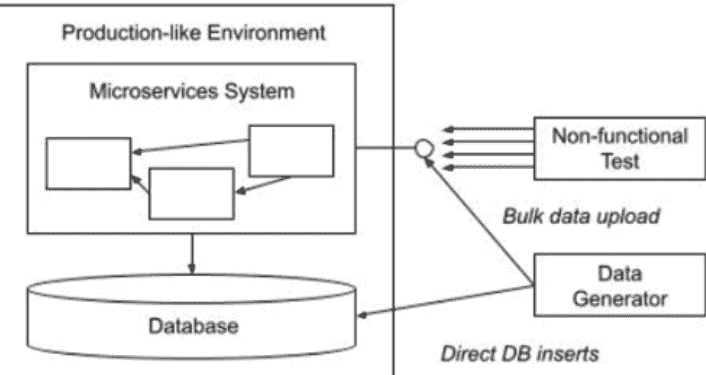 Production-like Environment
Microservices System
Non-functional
Test
Bulk data upload
Data
Generator
Database
Direct DB inserts